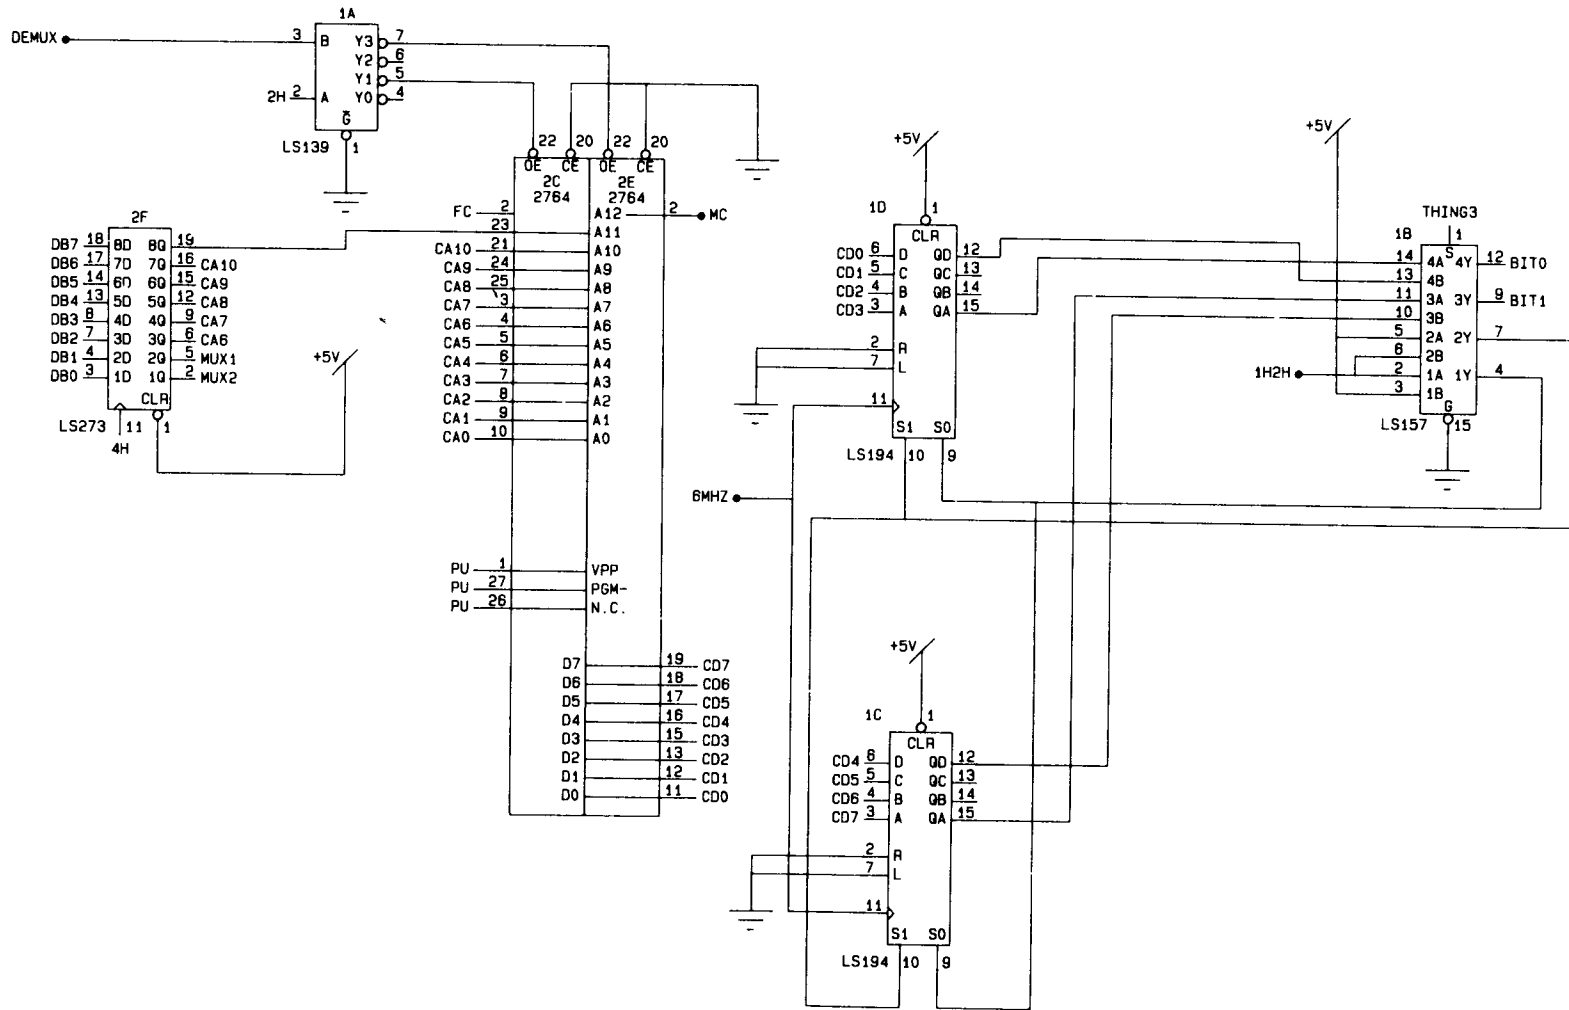 1A
DEMUX 3 B Y3 7
Y2 6
Y1 5
2H 2 A Y0 4
G
LS139 1
22 20 22 20
OE CE OE CE
2C 2E
2764 2764
FC 2 A12 2 MC
23 A11
CA10 21 A10
CA9 24 A9
CA8 25 A8
CA7 3 A7
CA6 4 A6
CA5 5 A5
CA4 6 A4
CA3 7 A3
CA2 8 A2
CA1 9 A1
CA0 10 A0
PU 1 VPP
PU 27 PGM-
PU 26 N.C.
D7 19 CD7
D6 18 CD6
D5 17 CD5
D4 16 CD4
D3 15 CD3
D2 13 CD2
D1 12 CD1
D0 11 CD0
2F
DB7 18 8D 8Q 19
DB6 17 7D 7Q 16 CA10
DB5 14 6D 6Q 15 CA9
DB4 13 5D 5Q 12 CA8
DB3 8 4D 4Q 9 CA7
DB2 7 3D 3Q 6 CA6
DB1 4 2D 2Q 5 MUX1
DB0 3 1D 1Q 2 MUX2
CLR
LS273 11 1
4H
+5V
+5V
1D 1
CLR
CD0 6 D QD 12
CD1 5 C QC 13
CD2 4 B QB 14
CD3 3 A QA 15
2 R
7 L
11
S1 S0
LS194 10 9
6MHZ
+5V
1C 1
CLR
CD4 6 D QD 12
CD5 5 C QC 13
CD6 4 B QB 14
CD7 3 A QA 15
2 R
7 L
11
S1 S0
LS194 10 9
+5V
THING3
1B 1
S
14 4A 4Y 12 BIT0
13 4B
11 3A 3Y 9 BIT1
10 3B
5 2A 2Y 7
6 2B
1H2H 2 1A 1Y 4
3 1B
G
LS157 15